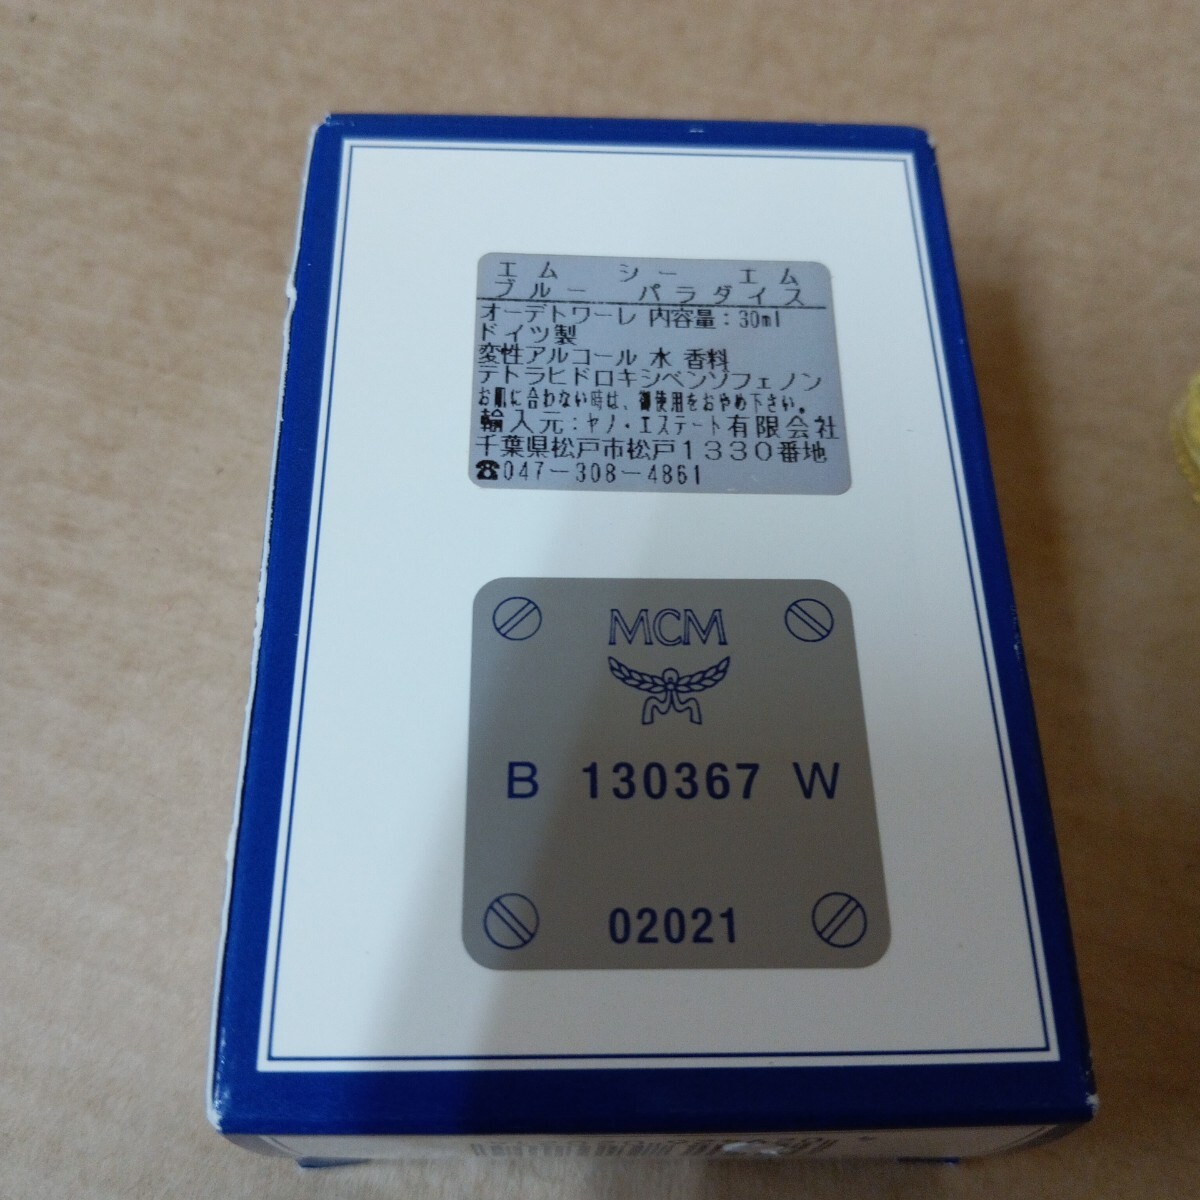 エム シー エム
ブルー パラダイス
オーデトワーレ 内容量:30ml
ドイツ製
変性アルコール 水 香料
テトラヒドロキシベンゾフェノン
お肌に合わない時は、御使用をおやめ下さい。
輸入元:ヤノ・エステート有限会社
千葉県松戸市松戸1330番地
☎047-308-4861
MCM
B 130367 W
02021